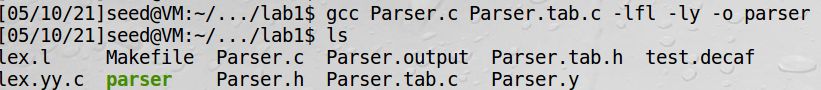 [05/10/21]seed@VM:~/.../lab1$ gcc Parser.c Parser.tab.c -lfl -ly -o parser
[05/10/21]seed@VM:~/.../lab1$ ls
lex.l Makefile Parser.c Parser.output Parser.tab.h test.decaf
lex.yy.c parser Parser.h Parser.tab.c Parser.y